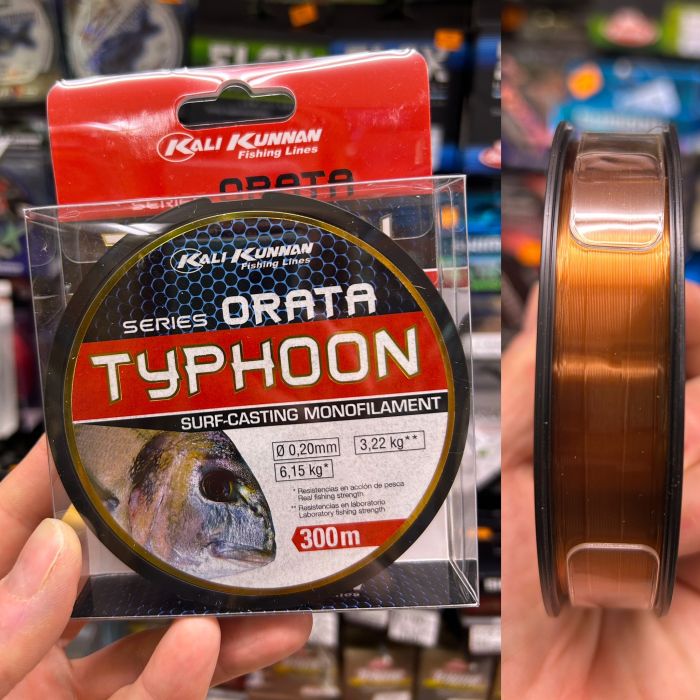 KALI KUNNAN
Fishing Lines
SERIES ORATA
KALI KUNNAN
Fishing Lines
SERIES ORATA
TYPHOON
SURF-CASTING MONOFILAMENT
Ø 0,20mm
3,22 kg**
6,15 kg*
* Resistencias en acción de pesca
Real fishing strength
** Resistencias en laboratorio
Laboratory fishing strength
300m